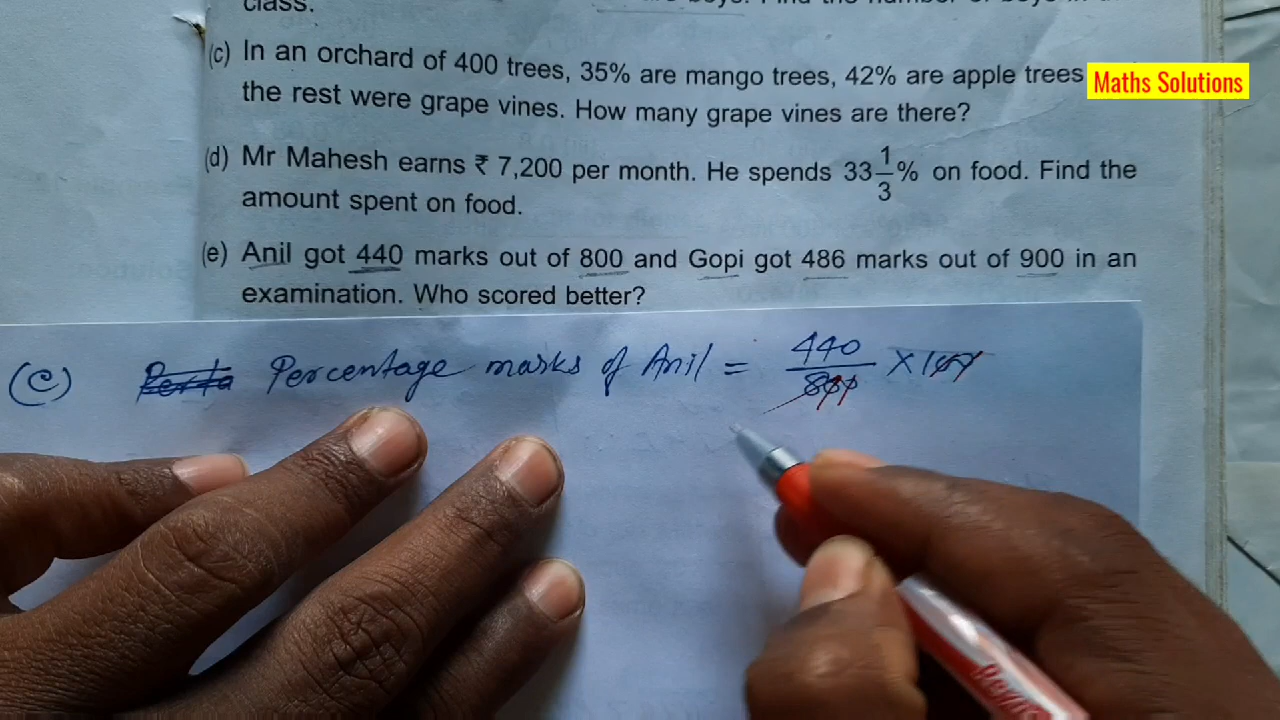 class.
(c) In an orchard of 400 trees, 35% are mango trees, 42% are apple trees
Maths Solutions
the rest were grape vines. How many grape vines are there?
(d) Mr Mahesh earns ₹ 7,200 per month. He spends 33 1/3 % on food. Find the
amount spent on food.
(e) Anil got 440 marks out of 800 and Gopi got 486 marks out of 900 in an
examination. Who scored better?
(e) Percentage marks of Anil = 440/800 × 100